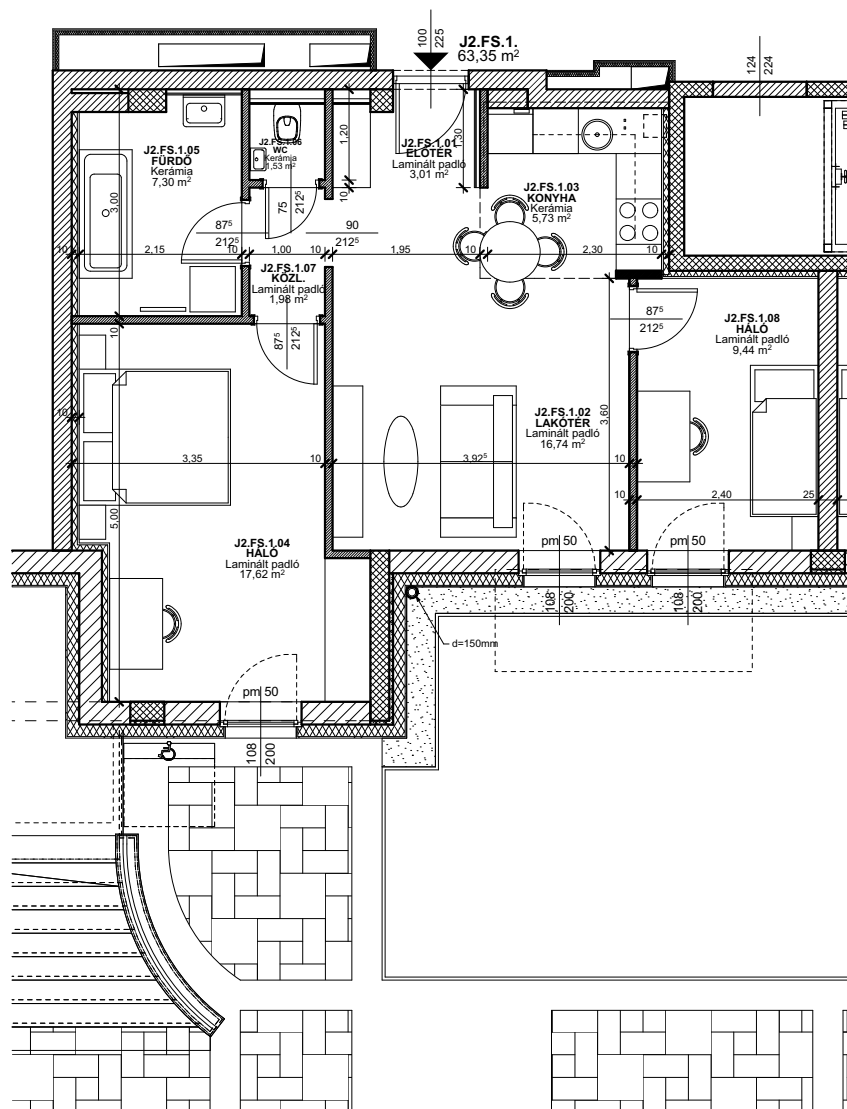 J2.FS.1.
63,35 m²
100
225
124
224
J2.FS.1.05
FÜRDŐ
Kerámia
7,30 m²
J2.FS.1.06
WC
Kerámia
1,53 m²
1,20
10
J2.FS.1.01
ELŐTÉR
Laminált padló
3,01 m²
1,30
J2.FS.1.03
KONYHA
Kerámia
5,73 m²
3,00
87⁵
212⁵
75
212⁵
90
212⁵
10
2,15
10
1,00
10
1,95
10
2,30
10
J2.FS.1.07
KÖZL.
Laminált padló
1,98 m²
87⁵
212⁵
87⁵
212⁵
J2.FS.1.08
HÁLÓ
Laminált padló
9,44 m²
10
10
J2.FS.1.02
LAKÓTÉR
Laminált padló
16,74 m²
3,60
3,35
10
3,92⁵
10
10
2,40
25
5,00
J2.FS.1.04
HÁLÓ
Laminált padló
17,62 m²
pm 50
pm 50
108
200
108
200
d=150mm
pm 50
108
200